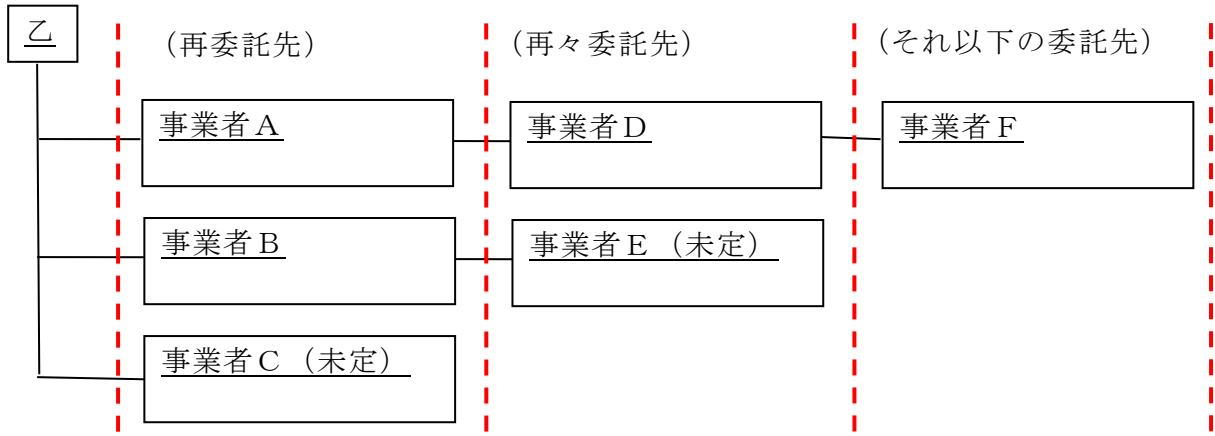 乙
(再委託先)
(再々委託先)
(それ以下の委託先)
事業者A
事業者D
事業者F
事業者B
事業者E (未定)
事業者C (未定)